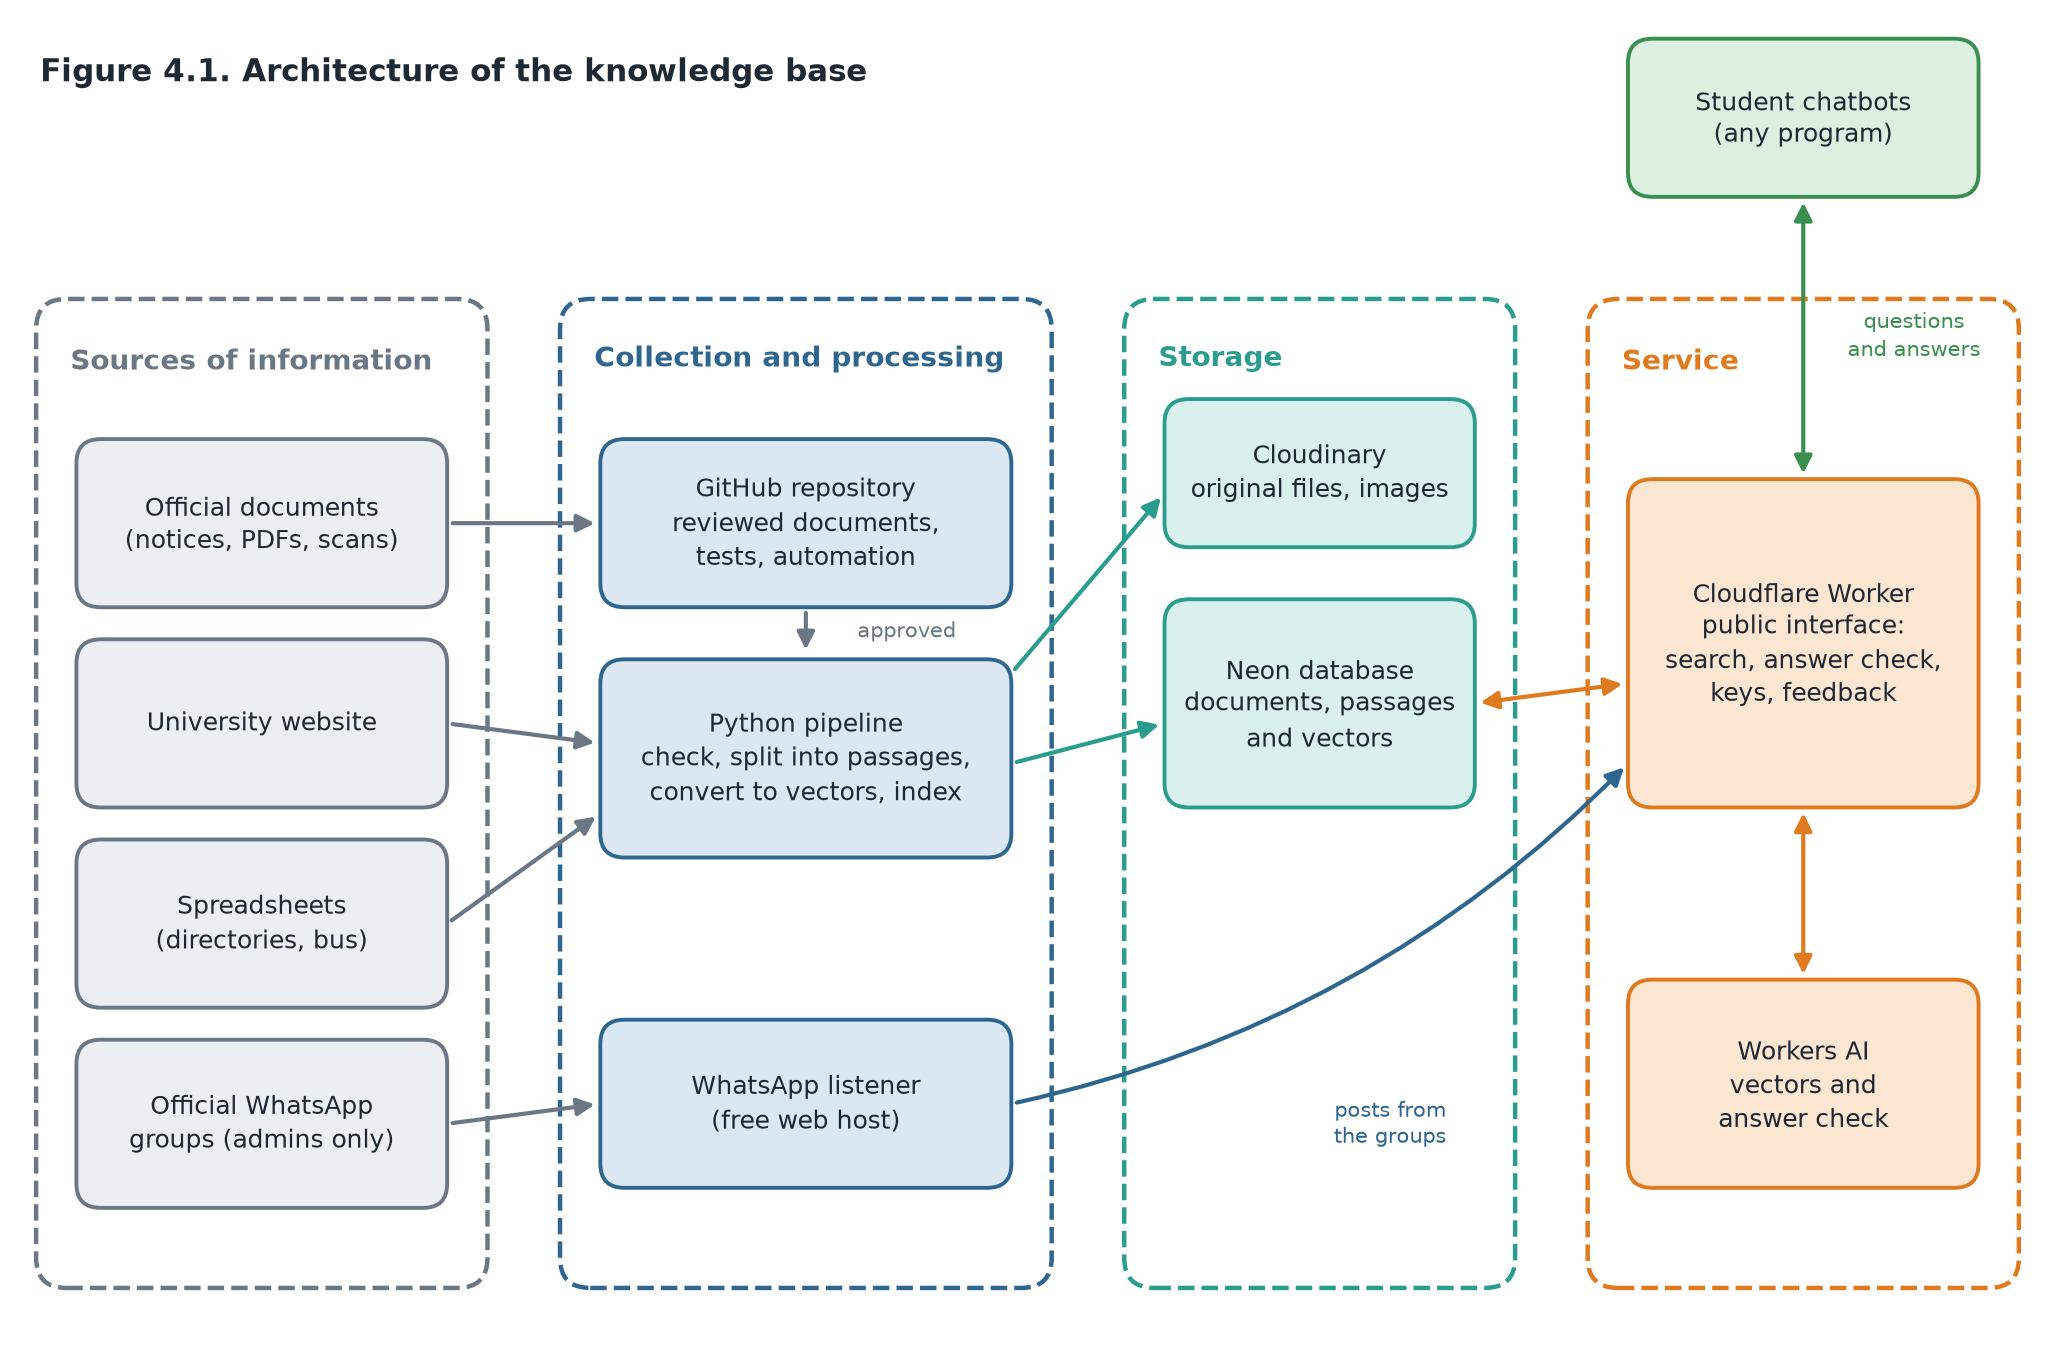 Figure 4.1. Architecture of the knowledge base
Student chatbots
(any program)
questions
and answers
Sources of information
Official documents
(notices, PDFs, scans)
University website
Spreadsheets
(directories, bus)
Official WhatsApp
groups (admins only)
Collection and processing
GitHub repository
reviewed documents,
tests, automation
approved
Python pipeline
check, split into passages,
convert to vectors, index
WhatsApp listener
(free web host)
Storage
Cloudinary
original files, images
Neon database
documents, passages
and vectors
posts from
the groups
Service
Cloudflare Worker
public interface:
search, answer check,
keys, feedback
Workers AI
vectors and
answer check